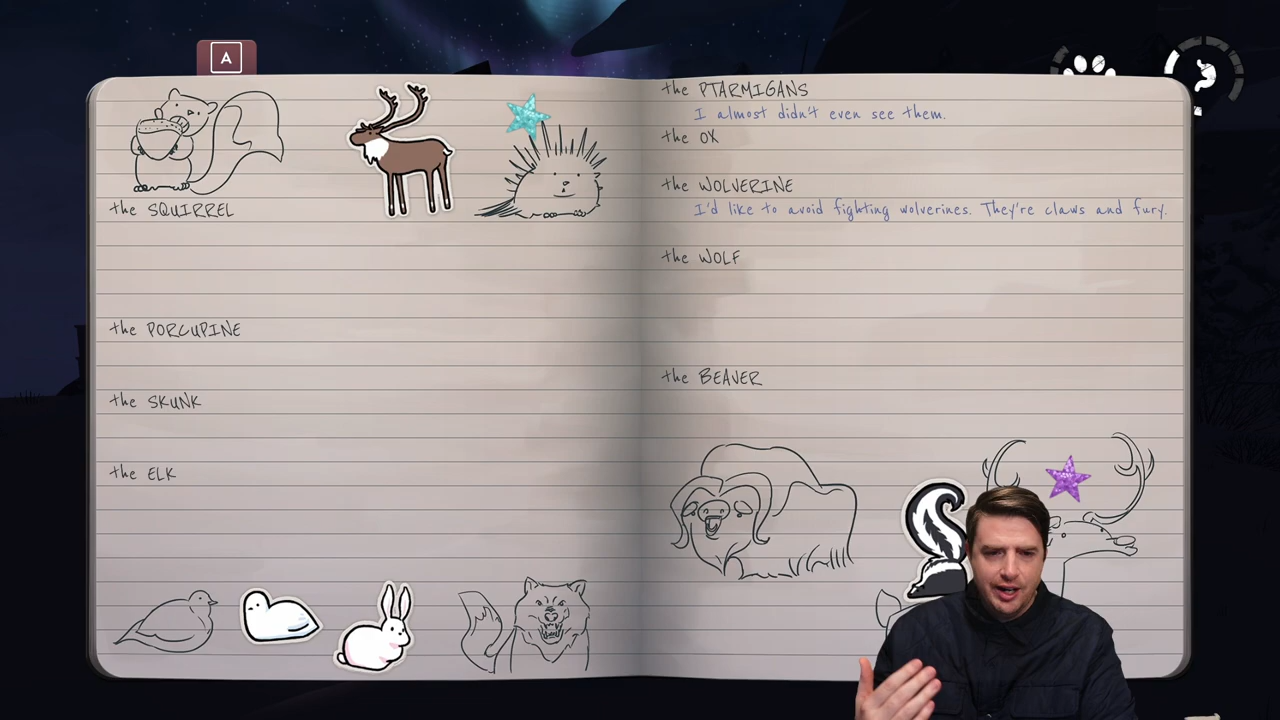 A
the SQUIRREL
the PORCUPINE
the SKUNK
the ELK
the PTARMIGANS
I almost didn't even see them.
the OX
the WOLVERINE
I'd like to avoid fighting wolverines. They're claws and fury.
the WOLF
the BEAVER